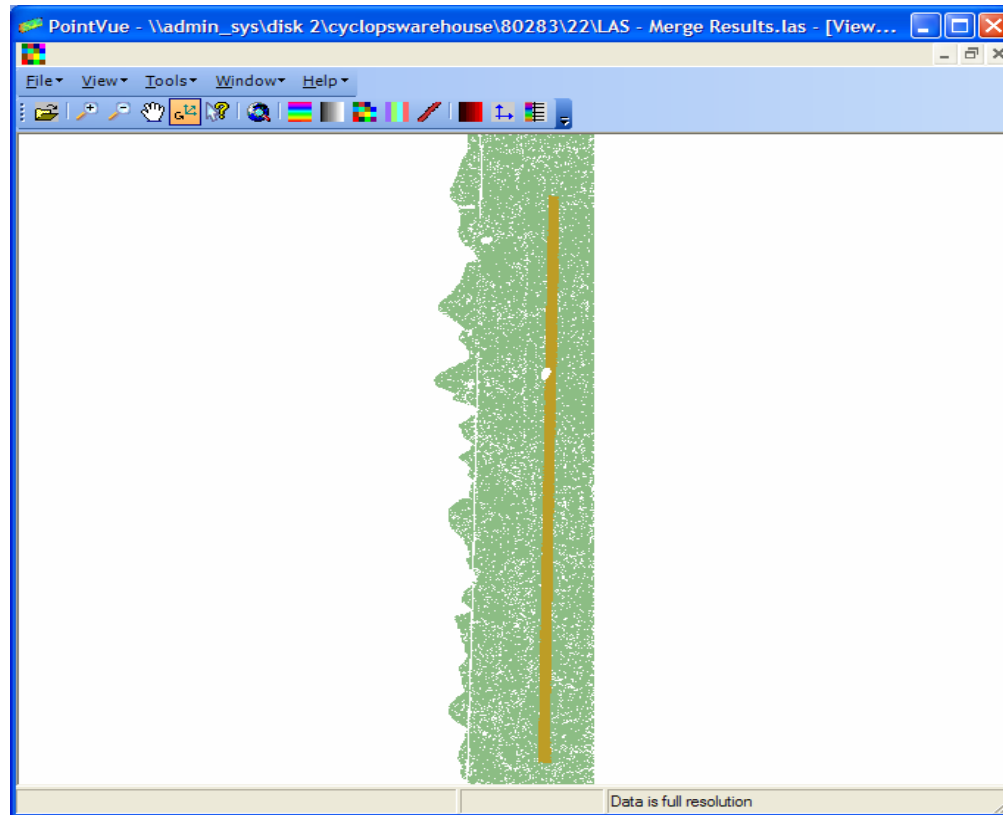 PointVue - \\admin_sys\disk 2\cyclopswarehouse\80283\22\LAS - Merge Results.las - [View...
File View Tools Window Help
G
?
Data is full resolution